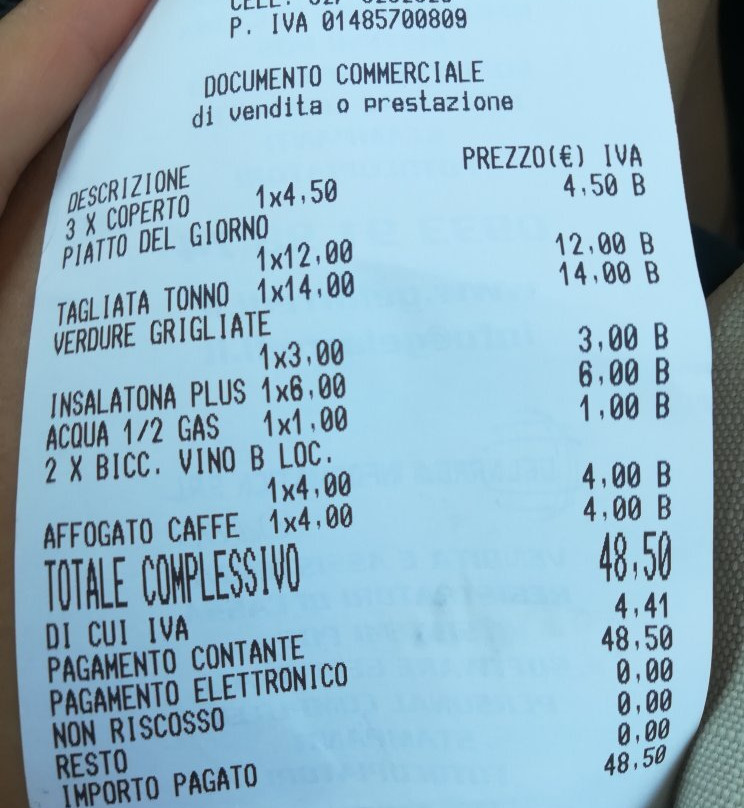 P. IVA 01485700809
DOCUMENTO COMMERCIALE
di vendita o prestazione
DESCRIZIONE PREZZO(€) IVA
3 X COPERTO 1x4,50 4,50 B
PIATTO DEL GIORNO
1x12,00 12,00 B
TAGLIATA TONNO 1x14,00 14,00 B
VERDURE GRIGLIATE
1x3,00 3,00 B
INSALATONA PLUS 1x6,00 6,00 B
ACQUA 1/2 GAS 1x1,00 1,00 B
2 X BICC. VINO B LOC.
1x4,00 4,00 B
AFFOGATO CAFFE 1x4,00 4,00 B
TOTALE COMPLESSIVO 48,50
DI CUI IVA 4,41
PAGAMENTO CONTANTE 48,50
PAGAMENTO ELETTRONICO 0,00
NON RISCOSSO 0,00
RESTO 0,00
IMPORTO PAGATO 48,50